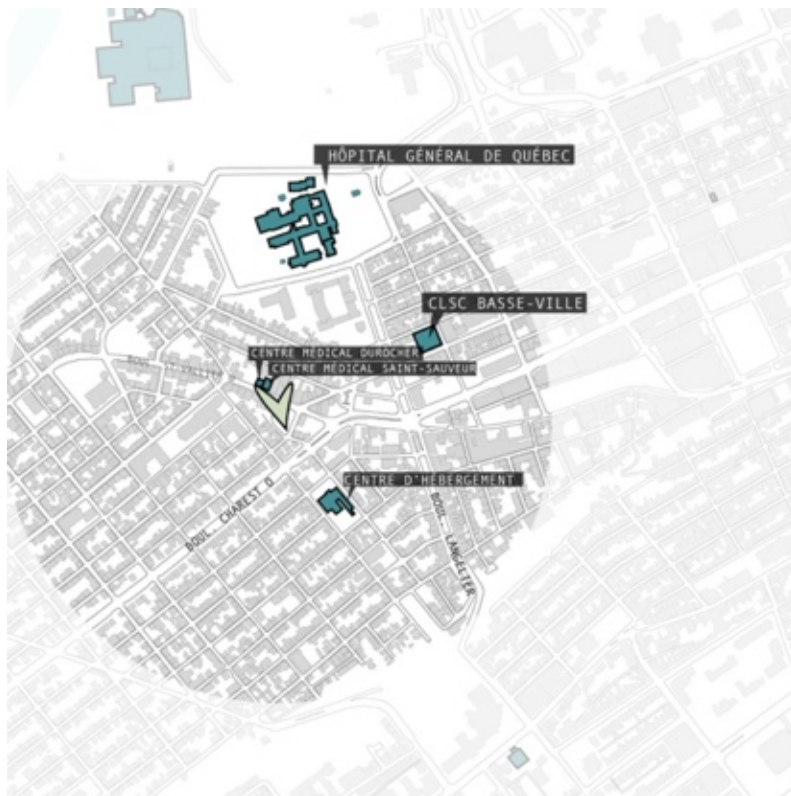 HÔPITAL GÉNÉRAL DE QUÉBEC
CLSC BASSE-VILLE
CENTRE MÉDICAL DUROCHER
CENTRE MÉDICAL SAINT-SAUVEUR
CENTRE D'HÉBERGEMENT
BOUL. CHAREST O
BOUL. LANGELIER